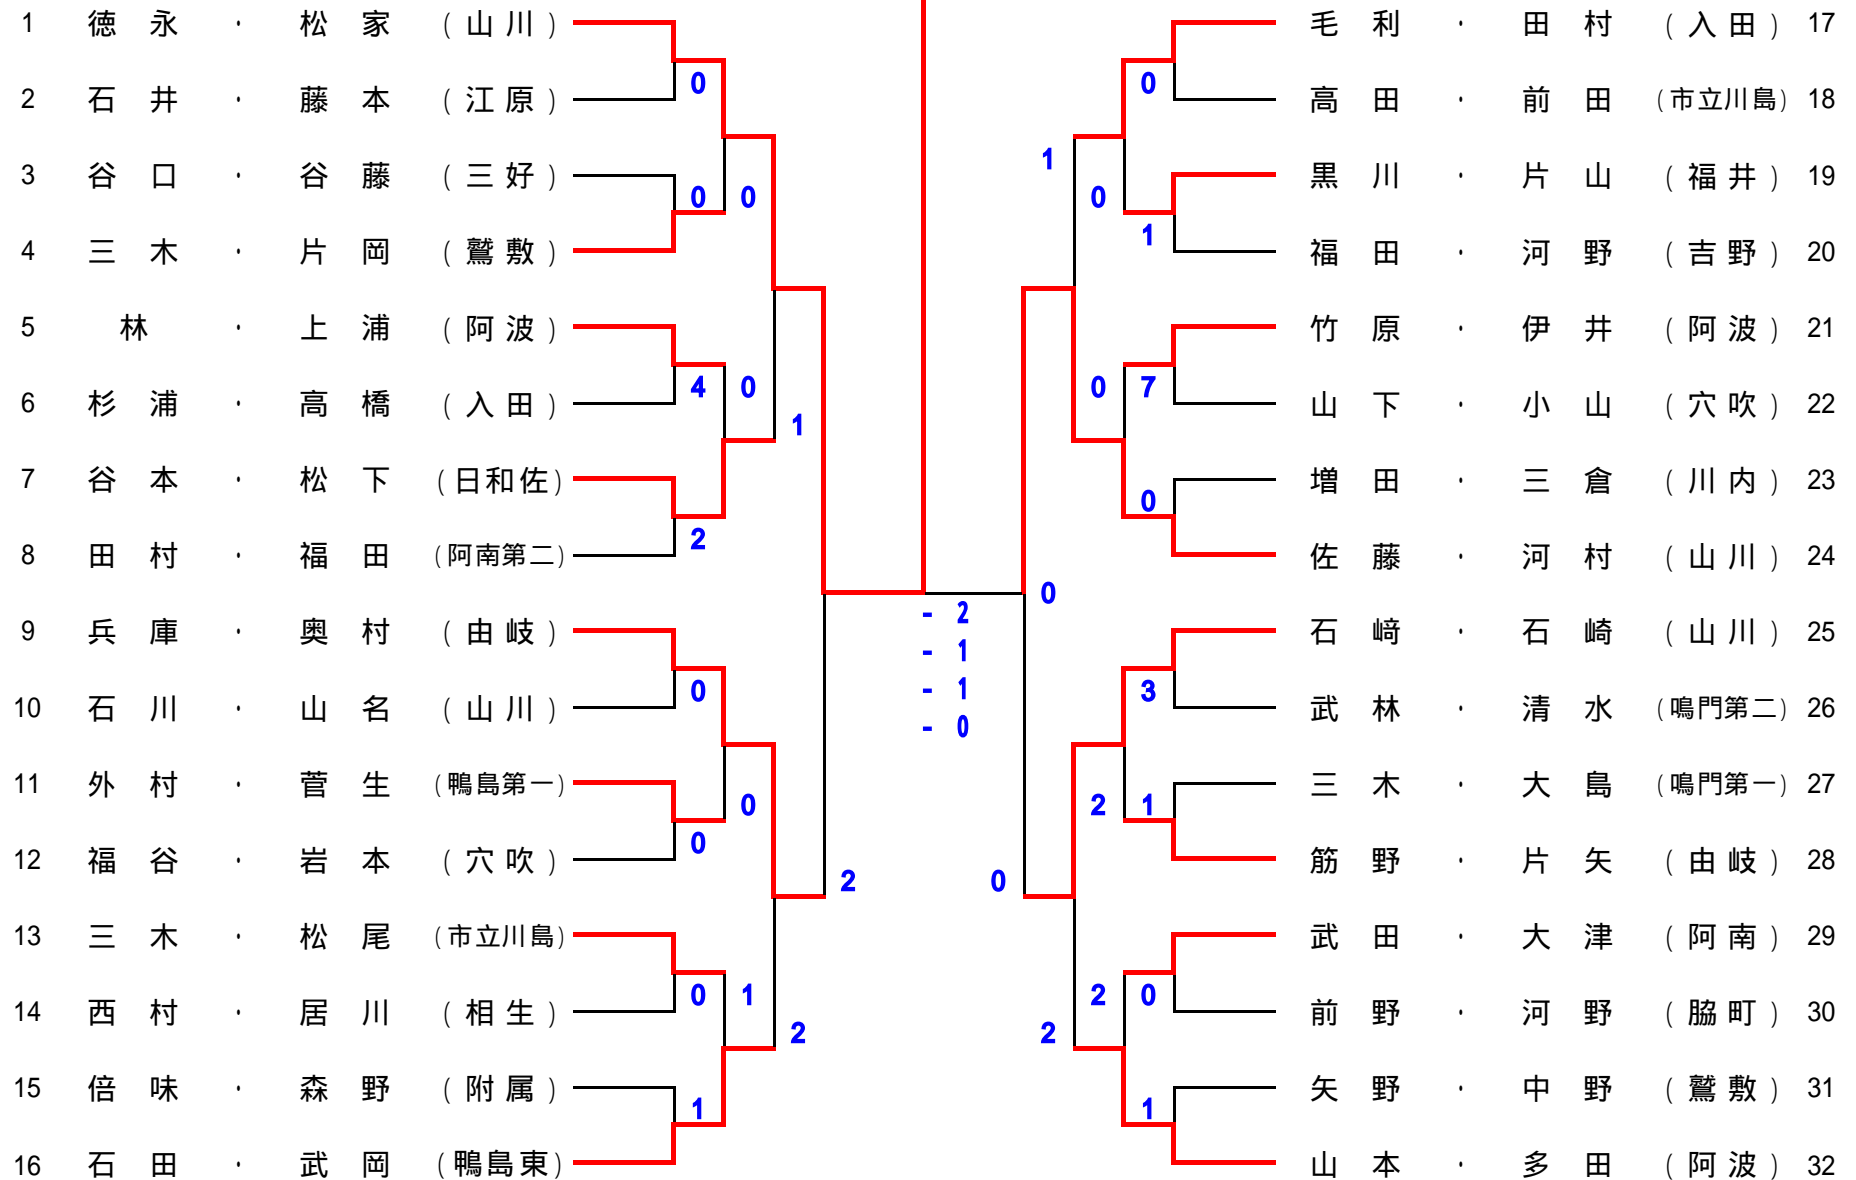 1 徳永・松家 (山川)
2 石井・藤本 (江原)
3 谷口・谷藤 (三好)
4 三木・片岡 (鷲敷)
5 林・上浦 (阿波)
6 杉浦・高橋 (入田)
7 谷本・松下 (日和佐)
8 田村・福田 (阿南第二)
9 兵庫・奥村 (由岐)
10 石川・山名 (山川)
11 外村・菅生 (鴨島第一)
12 福谷・岩本 (穴吹)
13 三木・松尾 (市立川島)
14 西村・居川 (相生)
15 倍味・森野 (附属)
16 石田・武岡 (鴨島東)
0
0 0
4 0
1
2
0
0
0
2
0 1
2
1
- 2
- 1
- 1
- 0
0
0
1
0
1
0 7
0
3
2 1
0
2 0
2
1
毛利・田村 (入田) 17
高田・前田 (市立川島) 18
黒川・片山 (福井) 19
福田・河野 (吉野) 20
竹原・伊井 (阿波) 21
山下・小山 (穴吹) 22
増田・三倉 (川内) 23
佐藤・河村 (山川) 24
石﨑・石崎 (山川) 25
武林・清水 (鳴門第二) 26
三木・大島 (鳴門第一) 27
筋野・片矢 (由岐) 28
武田・大津 (阿南) 29
前野・河野 (脇町) 30
矢野・中野 (鷲敷) 31
山本・多田 (阿波) 32